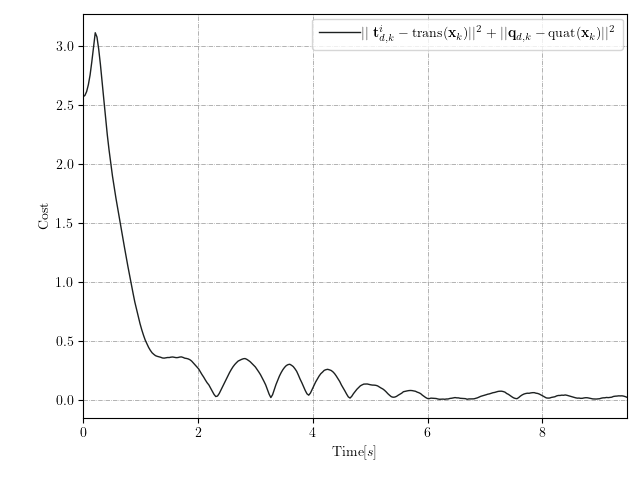 || t^i_{d,k} − trans(x_k)||² + ||q_{d,k} − quat(x_k)||²
3.0
2.5
2.0
1.5
1.0
0.5
0.0
Cost
0 2 4 6 8
Time[s]